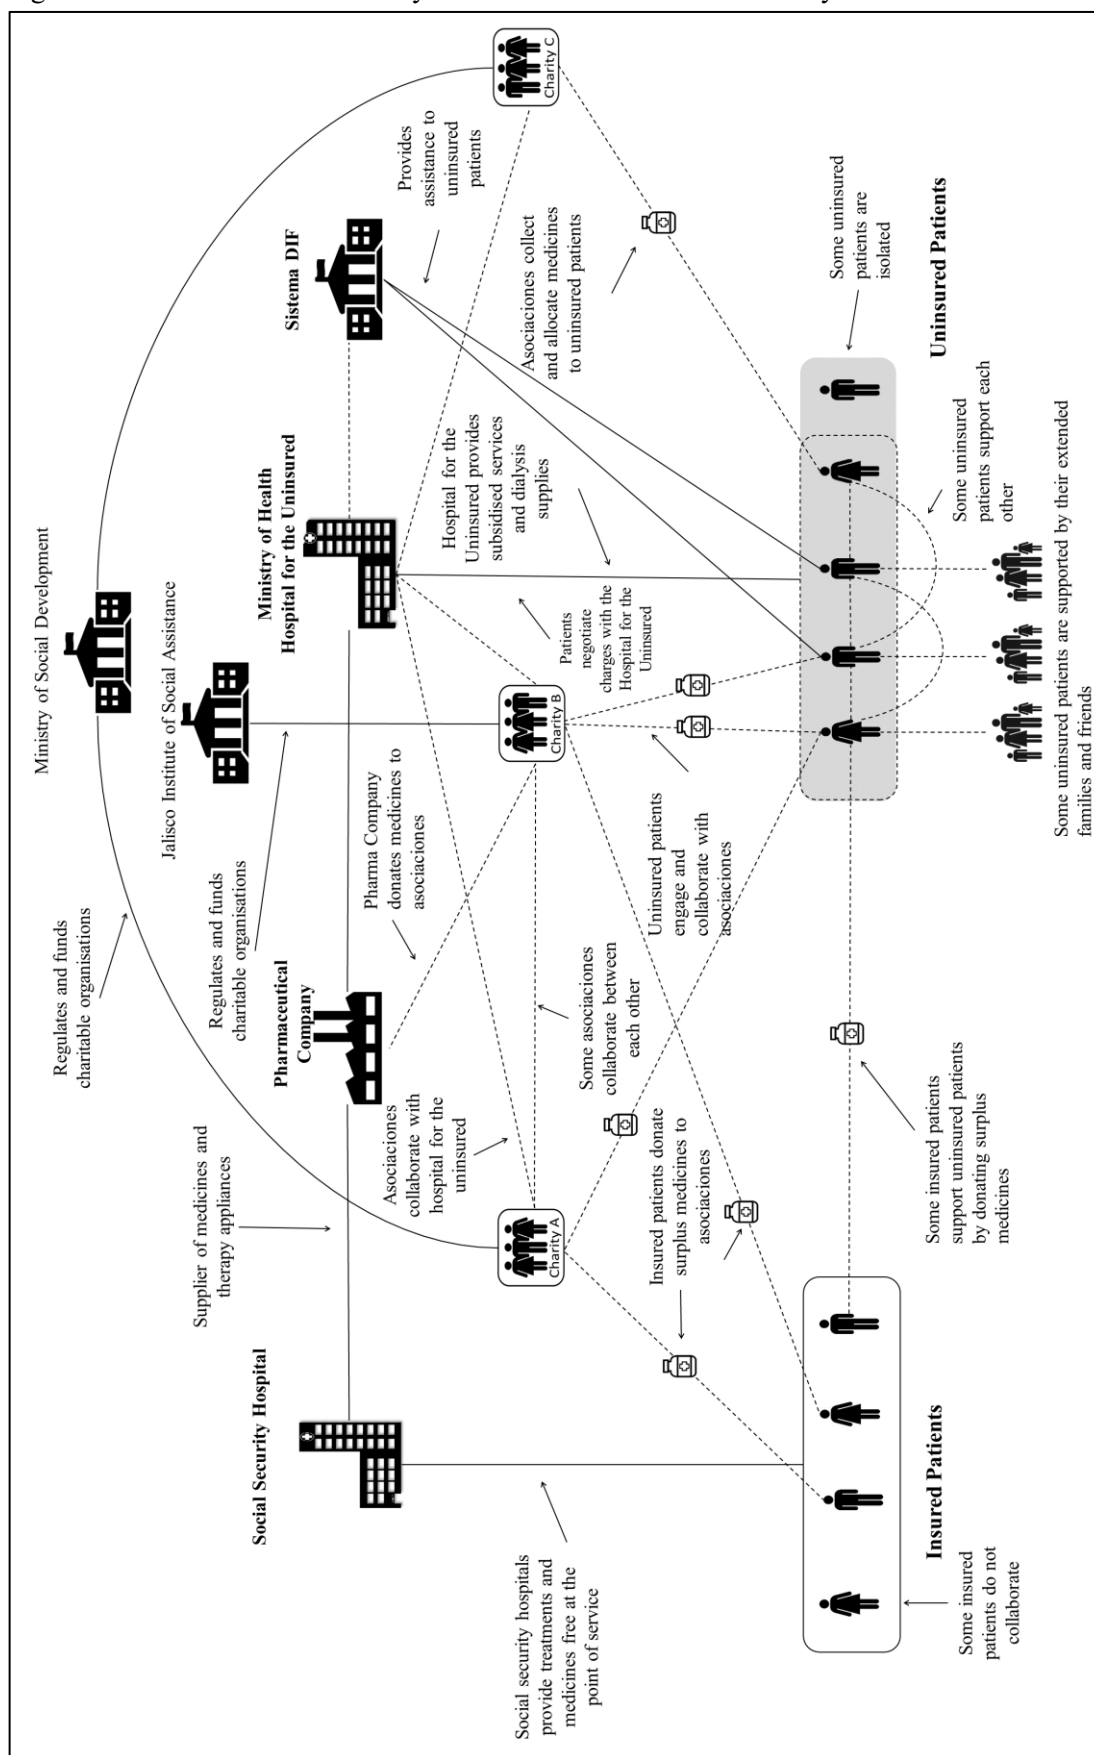 Ministry of Social Development
Regulates and funds
charitable organisations
Jalisco Institute of Social Assistance
Regulates and funds
charitable organisations
Supplier of medicines and
therapy appliances
Social Security Hospital
Pharmaceutical
Company
Ministry of Health
Hospital for the Uninsured
Sistema DIF
Provides
assistance to
uninsured
patients
Asociaciones
collaborate with
hospital for the
uninsured
Pharma Company
donates medicines to
asociaciones
Hospital for the
Uninsured provides
subsidised services
and dialysis
supplies
Asociaciones collect
and allocate medicines
to uninsured patients
Charity A
Charity B
Charity C
Patients
negotiate
charges with the
Hospital for the
Uninsured
Social security hospitals
provide treatments and
medicines free at the
point of service
Some asociaciones
collaborate between
each other
Insured patients donate
surplus medicines to
asociaciones
Uninsured patients
engage and
collaborate with
asociaciones
Some uninsured
patients are
isolated
Insured Patients
Uninsured Patients
Some insured
patients do not
collaborate
Some insured patients
support uninsured patients
by donating surplus
medicines
Some uninsured
patients support each
other
Some uninsured patients are supported by their extended
families and friends